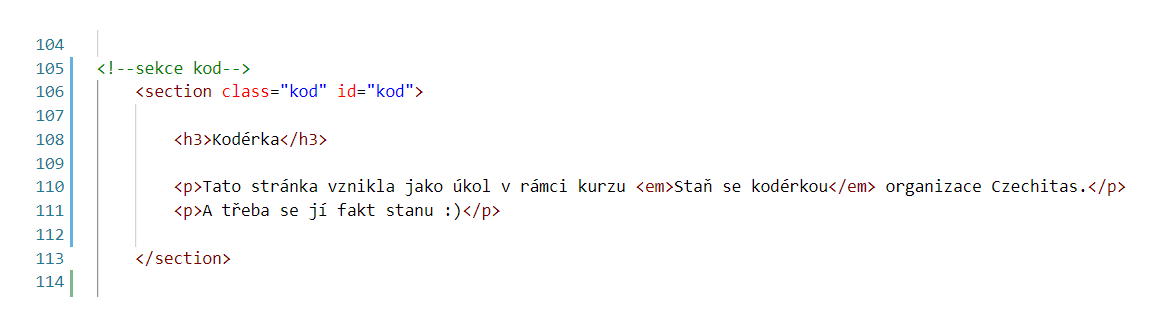 104
105 <!--sekce kod-->
106 <section class="kod" id="kod">
107
108 <h3>Kodérka</h3>
109
110 <p>Tato stránka vznikla jako úkol v rámci kurzu <em>Staň se kodérkou</em> organizace Czechitas.</p>
111 <p>A třeba se jí fakt stanu :)</p>
112
113 </section>
114